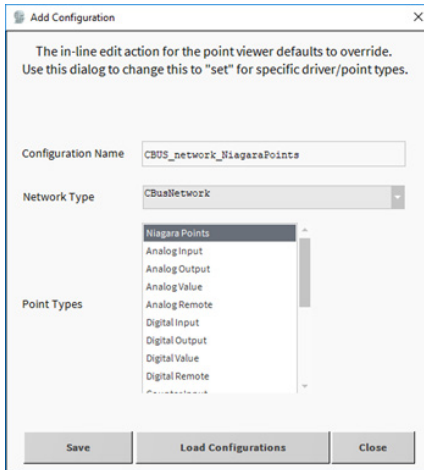 Add Configuration
The in-line edit action for the point viewer defaults to override.
Use this dialog to change this to "set" for specific driver/point types.
Configuration Name CBUS_network_NiagaraPoints
Network Type CBusNetwork
Niagara Points
Analog Input
Analog Output
Analog Value
Point Types Analog Remote
Digital Input
Digital Output
Digital Value
Digital Remote
Counter Input
Save Load Configurations Close